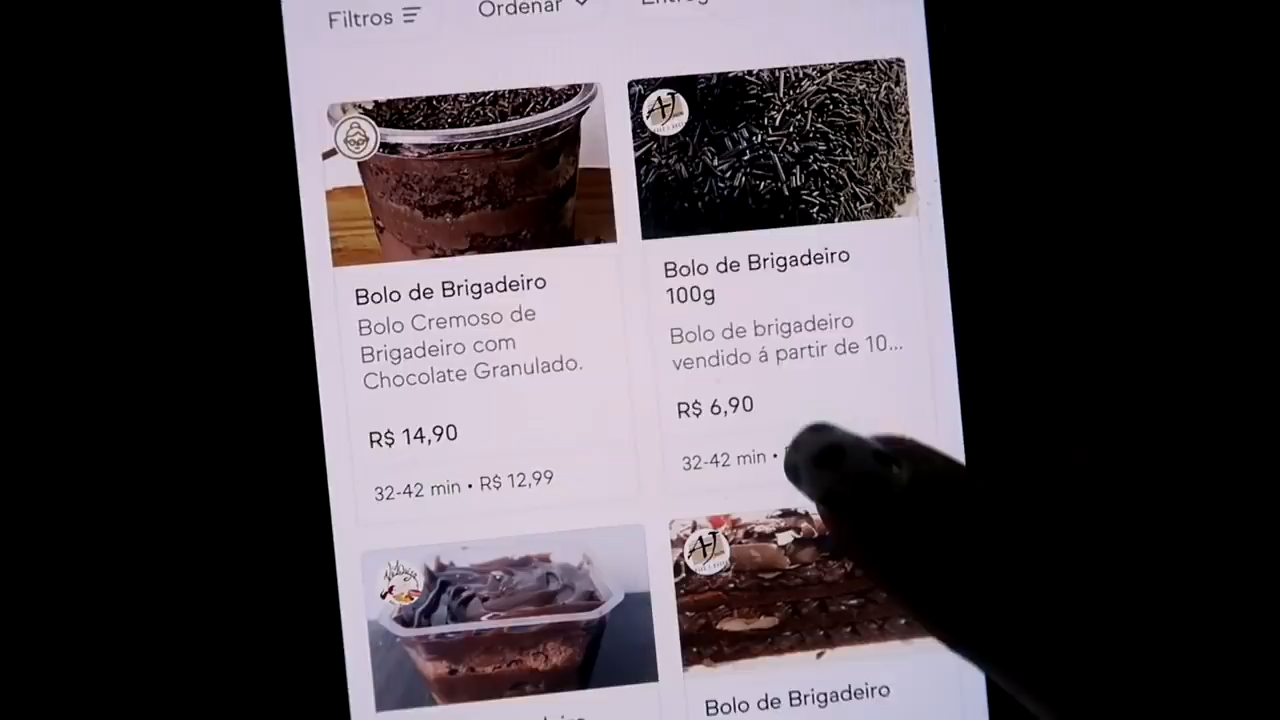 Filtros
Ordenar
Bolo de Brigadeiro
Bolo Cremoso de
Brigadeiro com
Chocolate Granulado.
R$ 14,90
32-42 min • R$ 12,99
Bolo de Brigadeiro
100g
Bolo de brigadeiro
vendido á partir de 10...
R$ 6,90
32-42 min •
AJ
AJ
Bolo de Brigadeiro